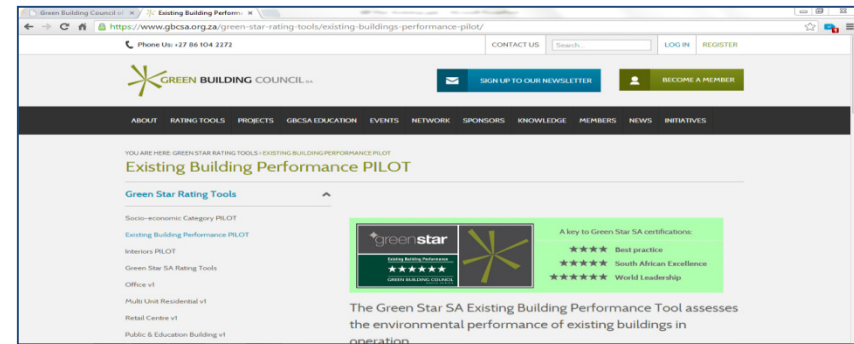 Green Building Council of
Existing Building Perform
https://www.gbcsa.org.za/green-star-rating-tools/existing-buildings-performance-pilot/
Phone Us: +27 86 104 2272
CONTACT US
Search...
LOG IN
REGISTER
GREEN BUILDING COUNCIL
SIGN UP TO OUR NEWSLETTER
BECOME A MEMBER
ABOUT RATING TOOLS PROJECTS GBCSA EDUCATION EVENTS NETWORK SPONSORS KNOWLEDGE MEMBERS NEWS INITIATIVES
YOU ARE HERE: GREEN STAR RATING TOOLS › EXISTING BUILDING PERFORMANCE PILOT
Existing Building Performance PILOT
Green Star Rating Tools
Socio-economic Category PILOT
Existing Building Performance PILOT
Interiors PILOT
Green Star SA Rating Tools
Office v1
Multi Unit Residential v1
Retail Centre v1
Public & Education Building v1
greenstar
Existing Building Performance
★★★★★★
GREEN BUILDING COUNCIL
A key to Green Star SA certifications:
★★★★ Best practice
★★★★★ South African Excellence
★★★★★★ World Leadership
The Green Star SA Existing Building Performance Tool assesses
the environmental performance of existing buildings in
operation